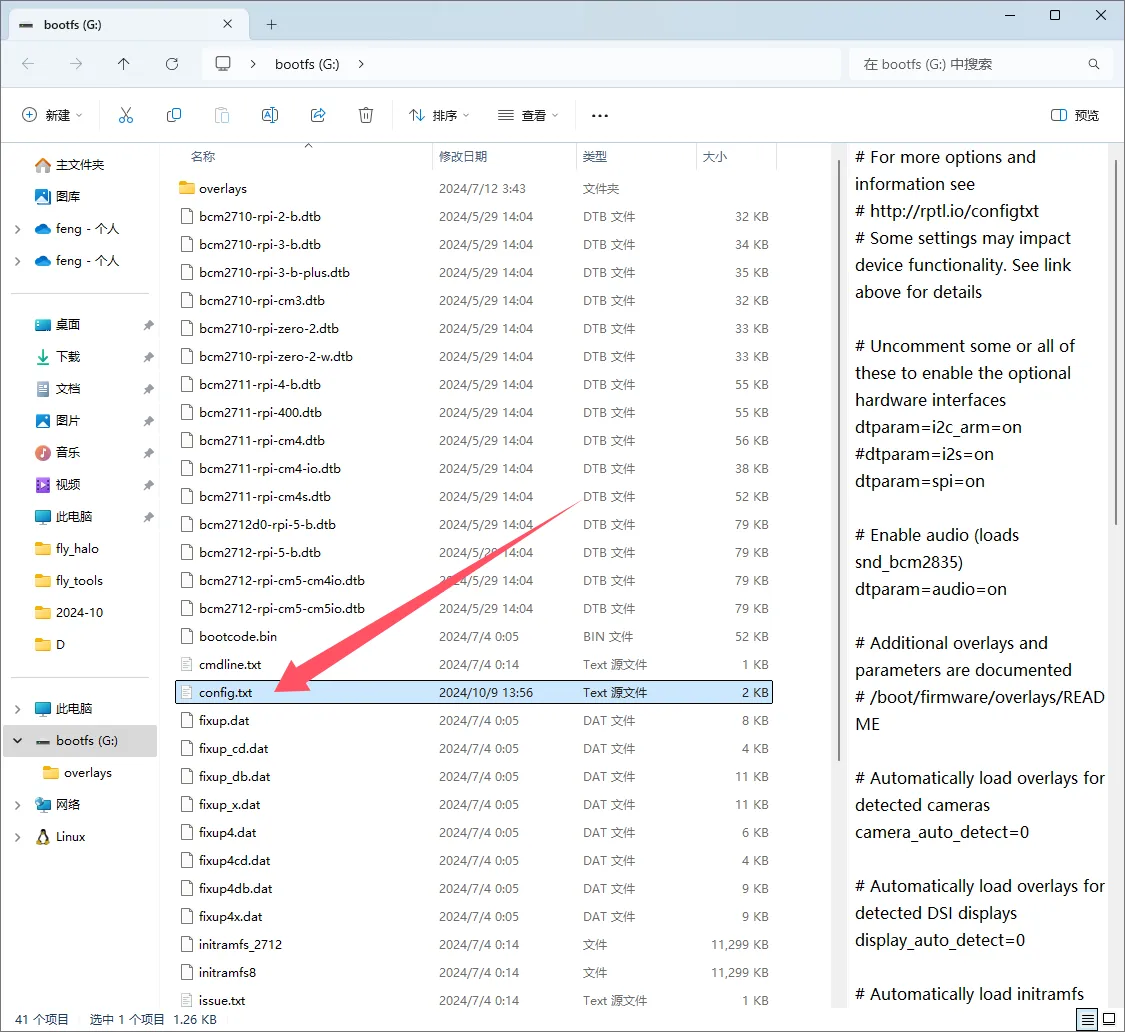 bootfs (G:)
bootfs (G:)
在 bootfs (G:) 中搜索
新建
排序
查看
预览
主文件夹
图库
feng - 个人
feng - 个人
桌面
下载
文档
图片
音乐
视频
此电脑
fly_halo
fly_tools
2024-10
D
此电脑
bootfs (G:)
overlays
网络
Linux
名称 修改日期 类型 大小
overlays 2024/7/12 3:43 文件夹
bcm2710-rpi-2-b.dtb 2024/5/29 14:04 DTB 文件 32 KB
bcm2710-rpi-3-b.dtb 2024/5/29 14:04 DTB 文件 34 KB
bcm2710-rpi-3-b-plus.dtb 2024/5/29 14:04 DTB 文件 35 KB
bcm2710-rpi-cm3.dtb 2024/5/29 14:04 DTB 文件 32 KB
bcm2710-rpi-zero-2.dtb 2024/5/29 14:04 DTB 文件 33 KB
bcm2710-rpi-zero-2-w.dtb 2024/5/29 14:04 DTB 文件 33 KB
bcm2711-rpi-4-b.dtb 2024/5/29 14:04 DTB 文件 55 KB
bcm2711-rpi-400.dtb 2024/5/29 14:04 DTB 文件 55 KB
bcm2711-rpi-cm4.dtb 2024/5/29 14:04 DTB 文件 56 KB
bcm2711-rpi-cm4-io.dtb 2024/5/29 14:04 DTB 文件 38 KB
bcm2711-rpi-cm4s.dtb 2024/5/29 14:04 DTB 文件 52 KB
bcm2712d0-rpi-5-b.dtb 2024/5/29 14:04 DTB 文件 79 KB
bcm2712-rpi-5-b.dtb 2024/5/29 14:04 DTB 文件 79 KB
bcm2712-rpi-cm5-cm4io.dtb 2024/5/29 14:04 DTB 文件 79 KB
bcm2712-rpi-cm5-cm5io.dtb 2024/5/29 14:04 DTB 文件 79 KB
bootcode.bin 2024/7/4 0:05 BIN 文件 52 KB
cmdline.txt 2024/7/4 0:14 Text 源文件 1 KB
config.txt 2024/10/9 13:56 Text 源文件 2 KB
fixup.dat 2024/7/4 0:05 DAT 文件 8 KB
fixup_cd.dat 2024/7/4 0:05 DAT 文件 4 KB
fixup_db.dat 2024/7/4 0:05 DAT 文件 11 KB
fixup_x.dat 2024/7/4 0:05 DAT 文件 11 KB
fixup4.dat 2024/7/4 0:05 DAT 文件 6 KB
fixup4cd.dat 2024/7/4 0:05 DAT 文件 4 KB
fixup4db.dat 2024/7/4 0:05 DAT 文件 9 KB
fixup4x.dat 2024/7/4 0:05 DAT 文件 9 KB
initramfs_2712 2024/7/4 0:14 文件 11,299 KB
initramfs8 2024/7/4 0:14 文件 11,299 KB
issue.txt 2024/7/4 0:14 Text 源文件 1 KB
# For more options and
information see
# http://rptl.io/configtxt
# Some settings may impact
device functionality. See link
above for details
# Uncomment some or all of
these to enable the optional
hardware interfaces
dtparam=i2c_arm=on
#dtparam=i2s=on
dtparam=spi=on
# Enable audio (loads
snd_bcm2835)
dtparam=audio=on
# Additional overlays and
parameters are documented
# /boot/firmware/overlays/READ
ME
# Automatically load overlays for
detected cameras
camera_auto_detect=0
# Automatically load overlays for
detected DSI displays
display_auto_detect=0
# Automatically load initramfs
41 个项目 选中 1 个项目 1.26 KB